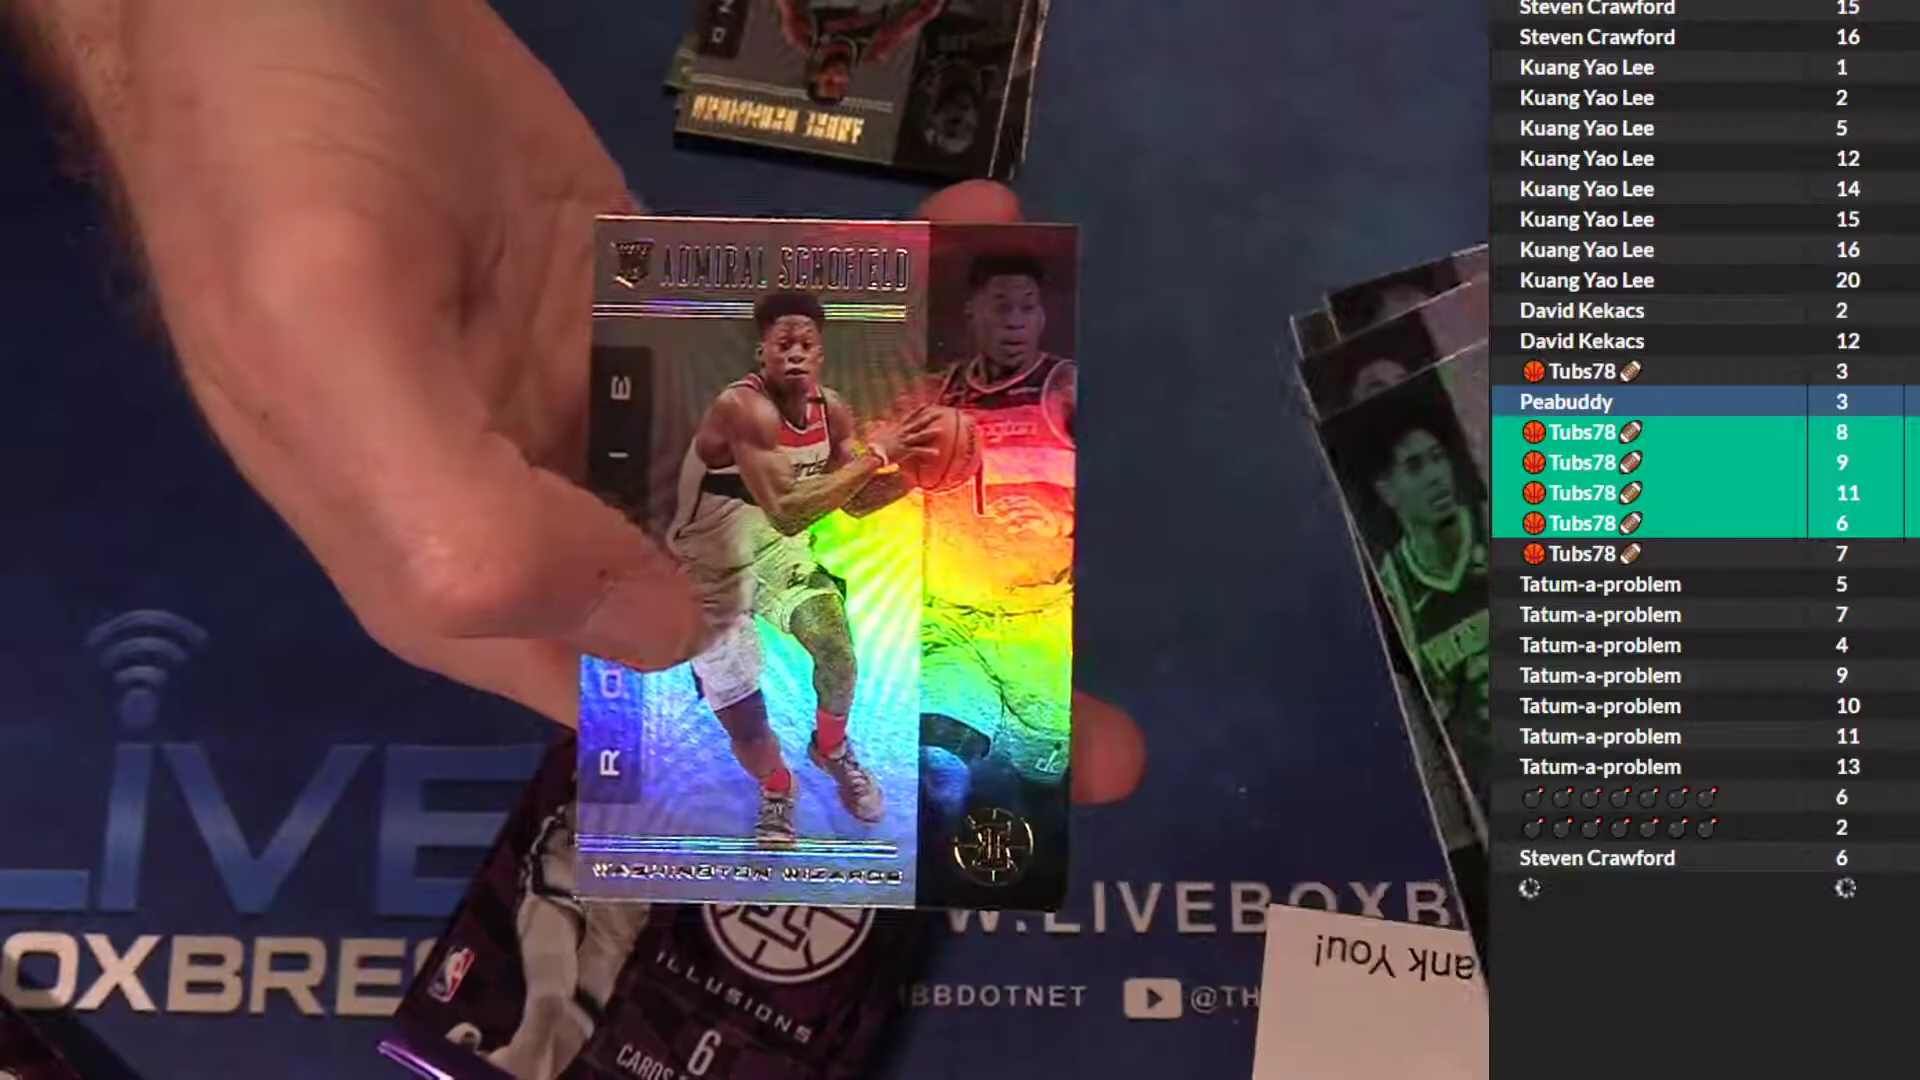 ADMIRAL SCHOFIELD
ROOKIE
WASHINGTON WIZARDS
LIVE
OXBRE
W.LIVEBOXB
BBDOTNET
@TH
ILLUSIONS
6
CARDS
Thank You!
Steven Crawford 15
Steven Crawford 16
Kuang Yao Lee 1
Kuang Yao Lee 2
Kuang Yao Lee 5
Kuang Yao Lee 12
Kuang Yao Lee 14
Kuang Yao Lee 15
Kuang Yao Lee 16
Kuang Yao Lee 20
David Kekacs 2
David Kekacs 12
🏀 Tubs78 🏈 3
Peabuddy 3
🏀 Tubs78 🏈 8
🏀 Tubs78 🏈 9
🏀 Tubs78 🏈 11
🏀 Tubs78 🏈 6
🏀 Tubs78 🏈 7
Tatum-a-problem 5
Tatum-a-problem 7
Tatum-a-problem 4
Tatum-a-problem 9
Tatum-a-problem 10
Tatum-a-problem 11
Tatum-a-problem 13
💣 💣 💣 💣 💣 💣 💣 6
💣 💣 💣 💣 💣 💣 💣 2
Steven Crawford 6